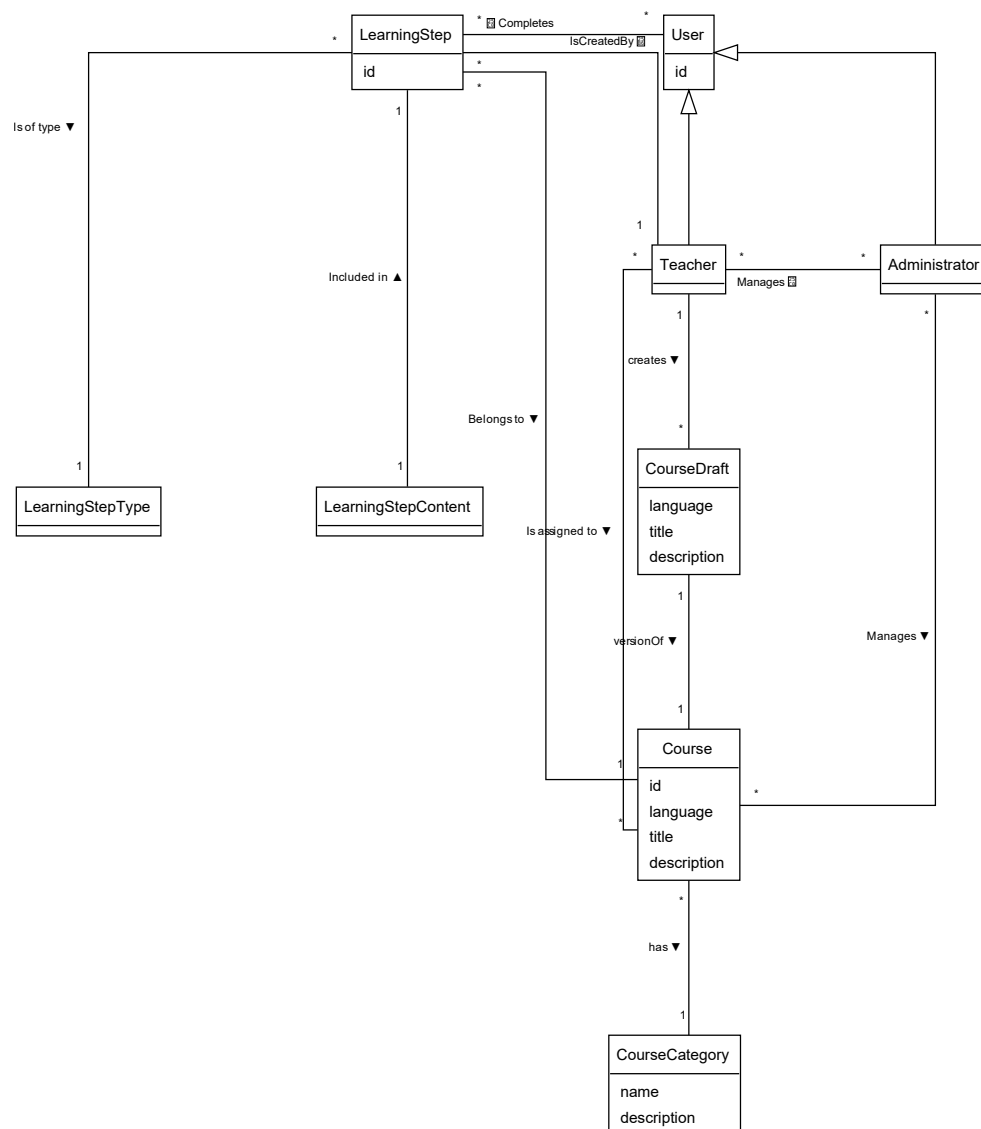 * Completes *
LearningStep
User
* IsCreatedBy
id
*
id
*
1
Is of type ▼
1
* * * *
Teacher
Administrator
Included in ▲
Manages
1
*
creates ▼
Belongs to ▼
*
1
1
CourseDraft
LearningStepType
LearningStepContent
language
Is assigned to ▼
title
description
1
versionOf ▼
Manages ▼
1
Course
1
id
*
language
*
title
description
*
has ▼
1
CourseCategory
name
description